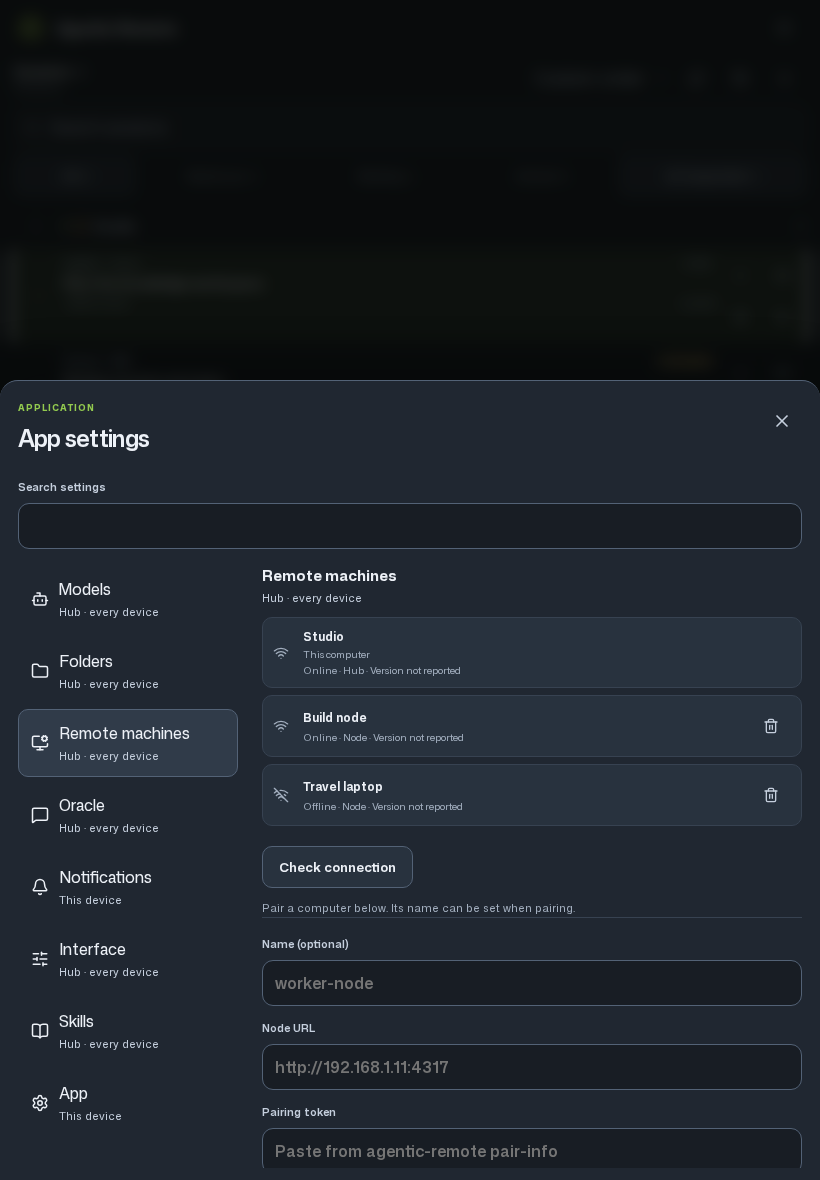 APPLICATION
App settings
Search settings
Models
Hub · every device
Folders
Hub · every device
Remote machines
Hub · every device
Oracle
Hub · every device
Notifications
This device
Interface
Hub · every device
Skills
Hub · every device
App
This device
Remote machines
Hub · every device
Studio
This computer
Online · Hub · Version not reported
Build node
Online · Node · Version not reported
Travel laptop
Offline · Node · Version not reported
Check connection
Pair a computer below. Its name can be set when pairing.
Name (optional)
worker-node
Node URL
http://192.168.1.11:4317
Pairing token
Paste from agentic-remote pair-info